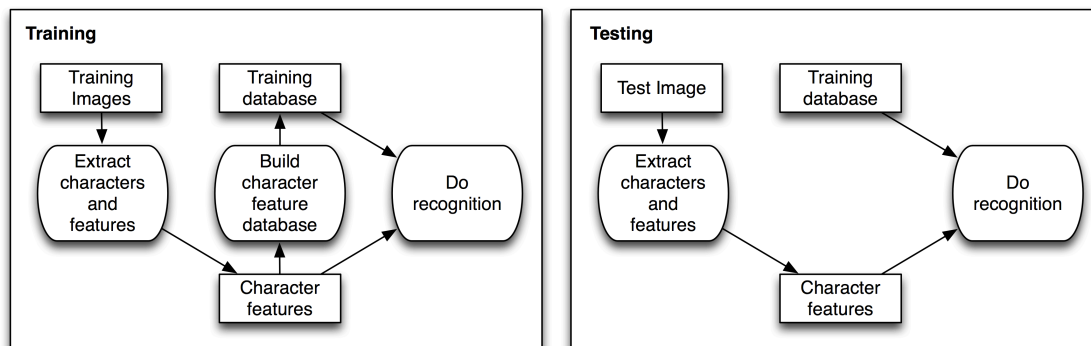 Training
Training
Images
Training
database
Extract
characters
and
features
Build
character
feature
database
Do
recognition
Character
features
Testing
Test Image
Training
database
Extract
characters
and
features
Do
recognition
Character
features